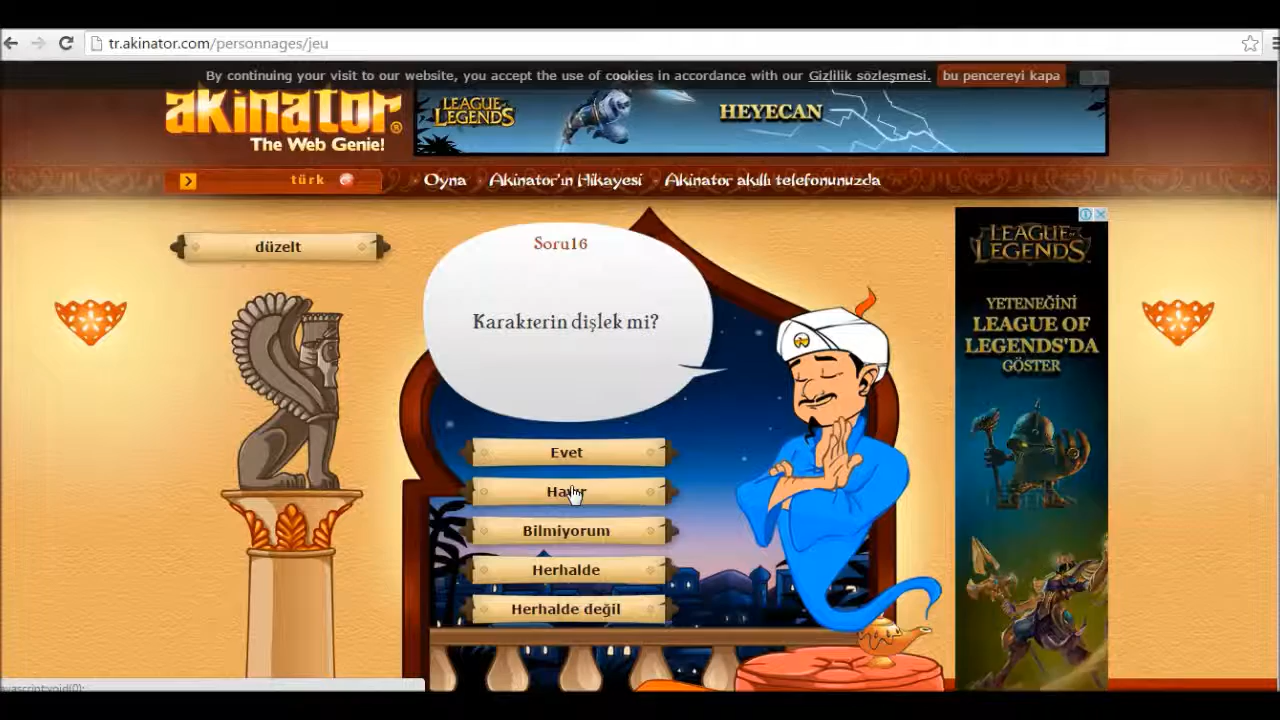 tr.akinator.com/personnages/jeu
By continuing your visit to our website, you accept the use of cookies in accordance with our Gizlilik sözleşmesi. bu pencereyi kapa
akinator®
The Web Genie!
LEAGUE of LEGENDS
HEYECAN
türk
Oyna
Akinator'ın Hikayesi
Akinator akıllı telefonunuzda
düzelt
Soru16
Karakterin dişlek mi?
Evet
Bilmiyorum
Herhalde
Herhalde değil
LEAGUE of
LEGENDS
YETENEĞİNİ
LEAGUE OF
LEGENDS'DA
GÖSTER